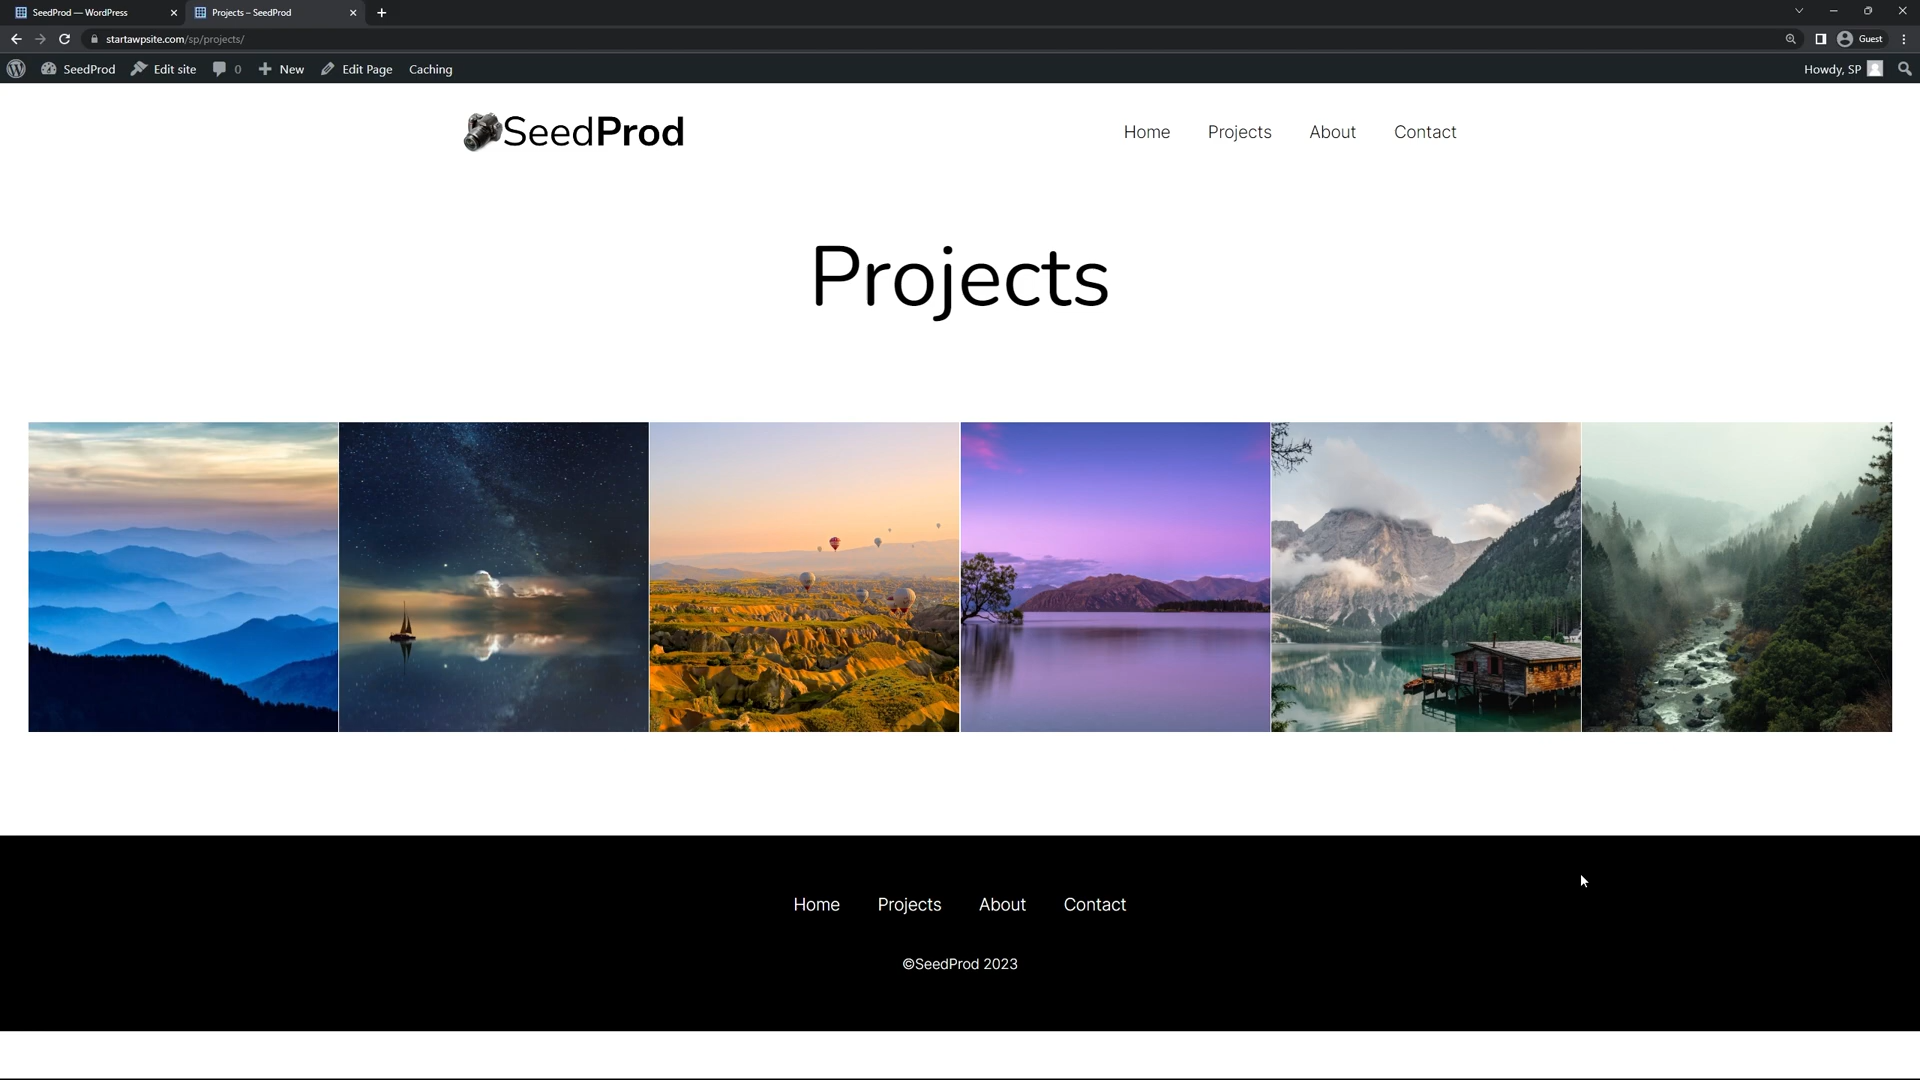 SeedProd — WordPress
Projects – SeedProd
startawpsite.com/sp/projects/
Guest
SeedProd
Edit site
0
New
Edit Page
Caching
Howdy, SP
SeedProd
Home
Projects
About
Contact
Projects
Home
Projects
About
Contact
©SeedProd 2023